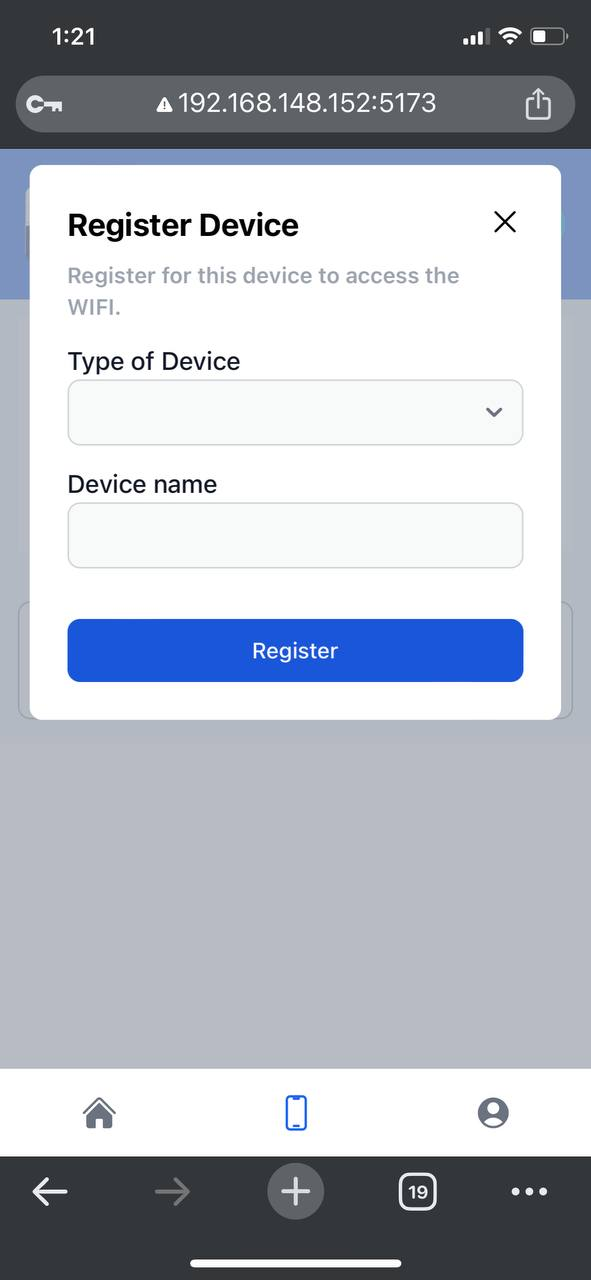 1:21
192.168.148.152:5173
Register Device
Register for this device to access the
WIFI.
Type of Device
Device name
Register
19